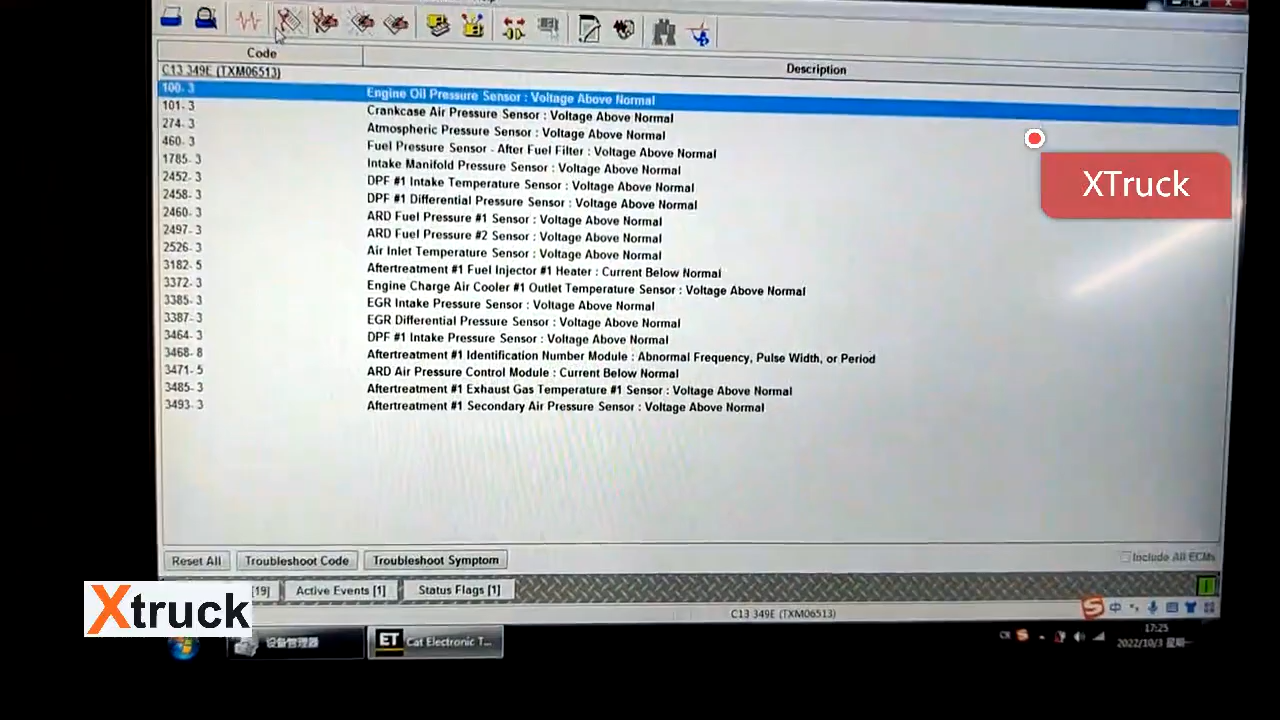 Code
Description
C13 349E (TXM06513)
100- 3 Engine Oil Pressure Sensor : Voltage Above Normal
101- 3 Crankcase Air Pressure Sensor : Voltage Above Normal
274- 3 Atmospheric Pressure Sensor : Voltage Above Normal
460- 3 Fuel Pressure Sensor - After Fuel Filter : Voltage Above Normal
1785- 3 Intake Manifold Pressure Sensor : Voltage Above Normal
2452- 3 DPF #1 Intake Temperature Sensor : Voltage Above Normal
2458- 3 DPF #1 Differential Pressure Sensor : Voltage Above Normal
2460- 3 ARD Fuel Pressure #1 Sensor : Voltage Above Normal
2497- 3 ARD Fuel Pressure #2 Sensor : Voltage Above Normal
2526- 3 Air Inlet Temperature Sensor : Voltage Above Normal
3182- 5 Aftertreatment #1 Fuel Injector #1 Heater : Current Below Normal
3372- 3 Engine Charge Air Cooler #1 Outlet Temperature Sensor : Voltage Above Normal
3385- 3 EGR Intake Pressure Sensor : Voltage Above Normal
3387- 3 EGR Differential Pressure Sensor : Voltage Above Normal
3464- 3 DPF #1 Intake Pressure Sensor : Voltage Above Normal
3468- 8 Aftertreatment #1 Identification Number Module : Abnormal Frequency, Pulse Width, or Period
3471- 5 ARD Air Pressure Control Module : Current Below Normal
3485- 3 Aftertreatment #1 Exhaust Gas Temperature #1 Sensor : Voltage Above Normal
3493- 3 Aftertreatment #1 Secondary Air Pressure Sensor : Voltage Above Normal
XTruck
Reset All Troubleshoot Code Troubleshoot Symptom Include All ECMs
[19] Active Events [1] Status Flags [1]
Xtruck
C13 349E (TXM06513)
中
设备管理器 ET Cat Electronic T...
17:25
2022/10/3 星期一